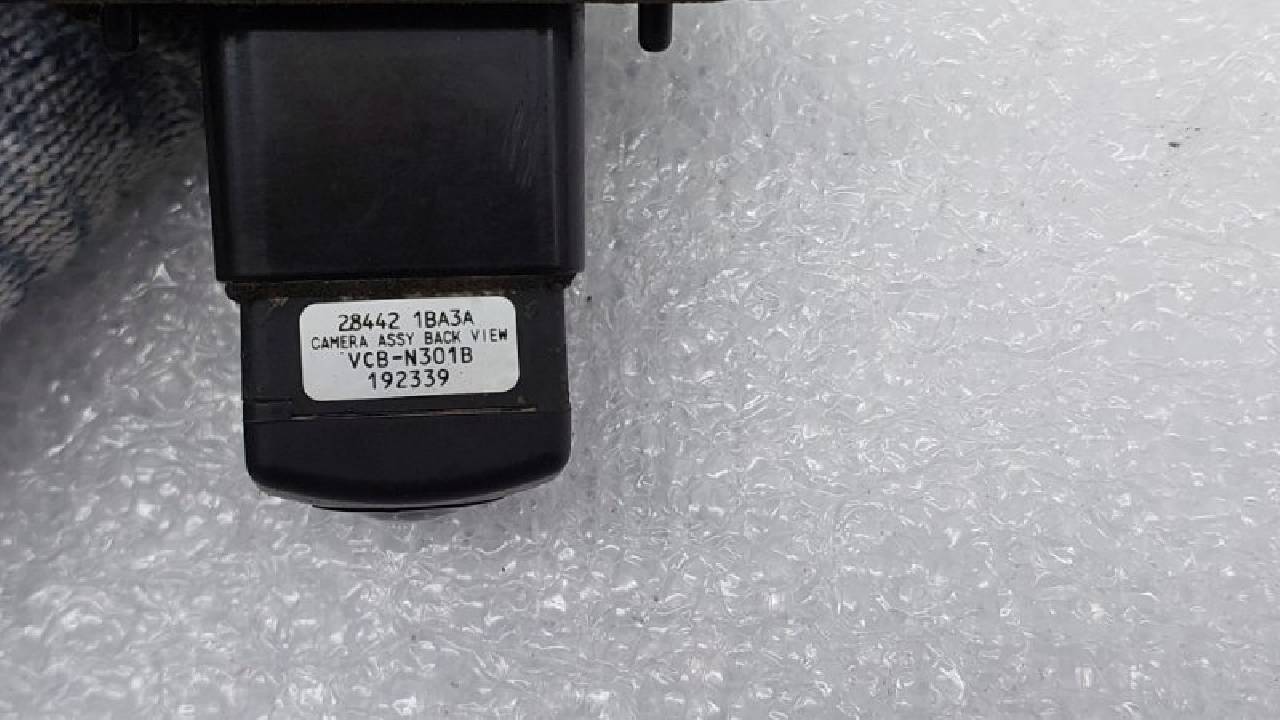 28442 1BA3A
CAMERA ASSY BACK VIEW
VCB-N301B
192339